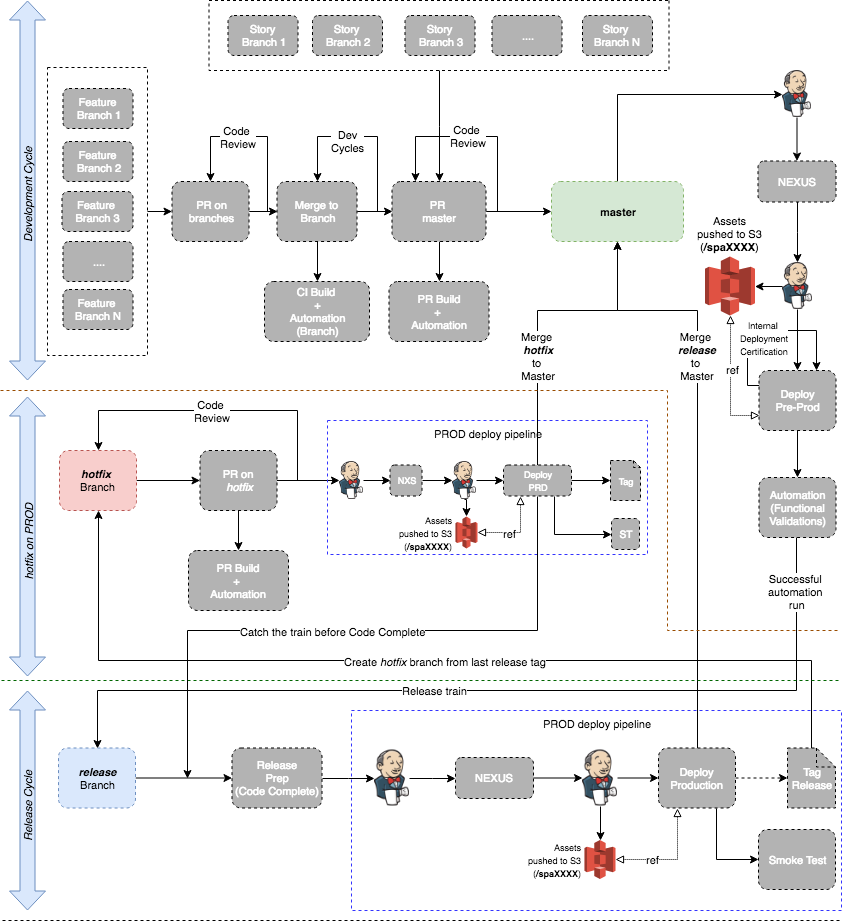 Story
Branch 1
Story
Branch 2
Story
Branch 3
....
Story
Branch N
Development Cycle
Feature
Branch 1
Feature
Branch 2
Feature
Branch 3
....
Feature
Branch N
Code
Review
Dev
Cycles
Code
Review
PR on
branches
Merge to
Branch
PR
master
master
CI Build
+
Automation
(Branch)
PR Build
+
Automation
NEXUS
Assets
pushed to S3
(/spaXXXX)
Internal
Deployment
Certification
ref
Deploy
Pre-Prod
Automation
(Functional
Validations)
Successful
automation
run
Merge
hotfix
to
Master
Merge
release
to
Master
hotfix on PROD
Code
Review
hotfix
Branch
PR on
hotfix
PR Build
+
Automation
PROD deploy pipeline
NXS
Deploy
PRD
Tag
Assets
pushed to S3
(/spaXXXX)
ref
ST
Catch the train before Code Complete
Create hotfix branch from last release tag
Release train
Release Cycle
release
Branch
Release
Prep
(Code Complete)
PROD deploy pipeline
NEXUS
Deploy
Production
Tag
Release
Assets
pushed to S3
(/spaXXXX)
ref
Smoke Test